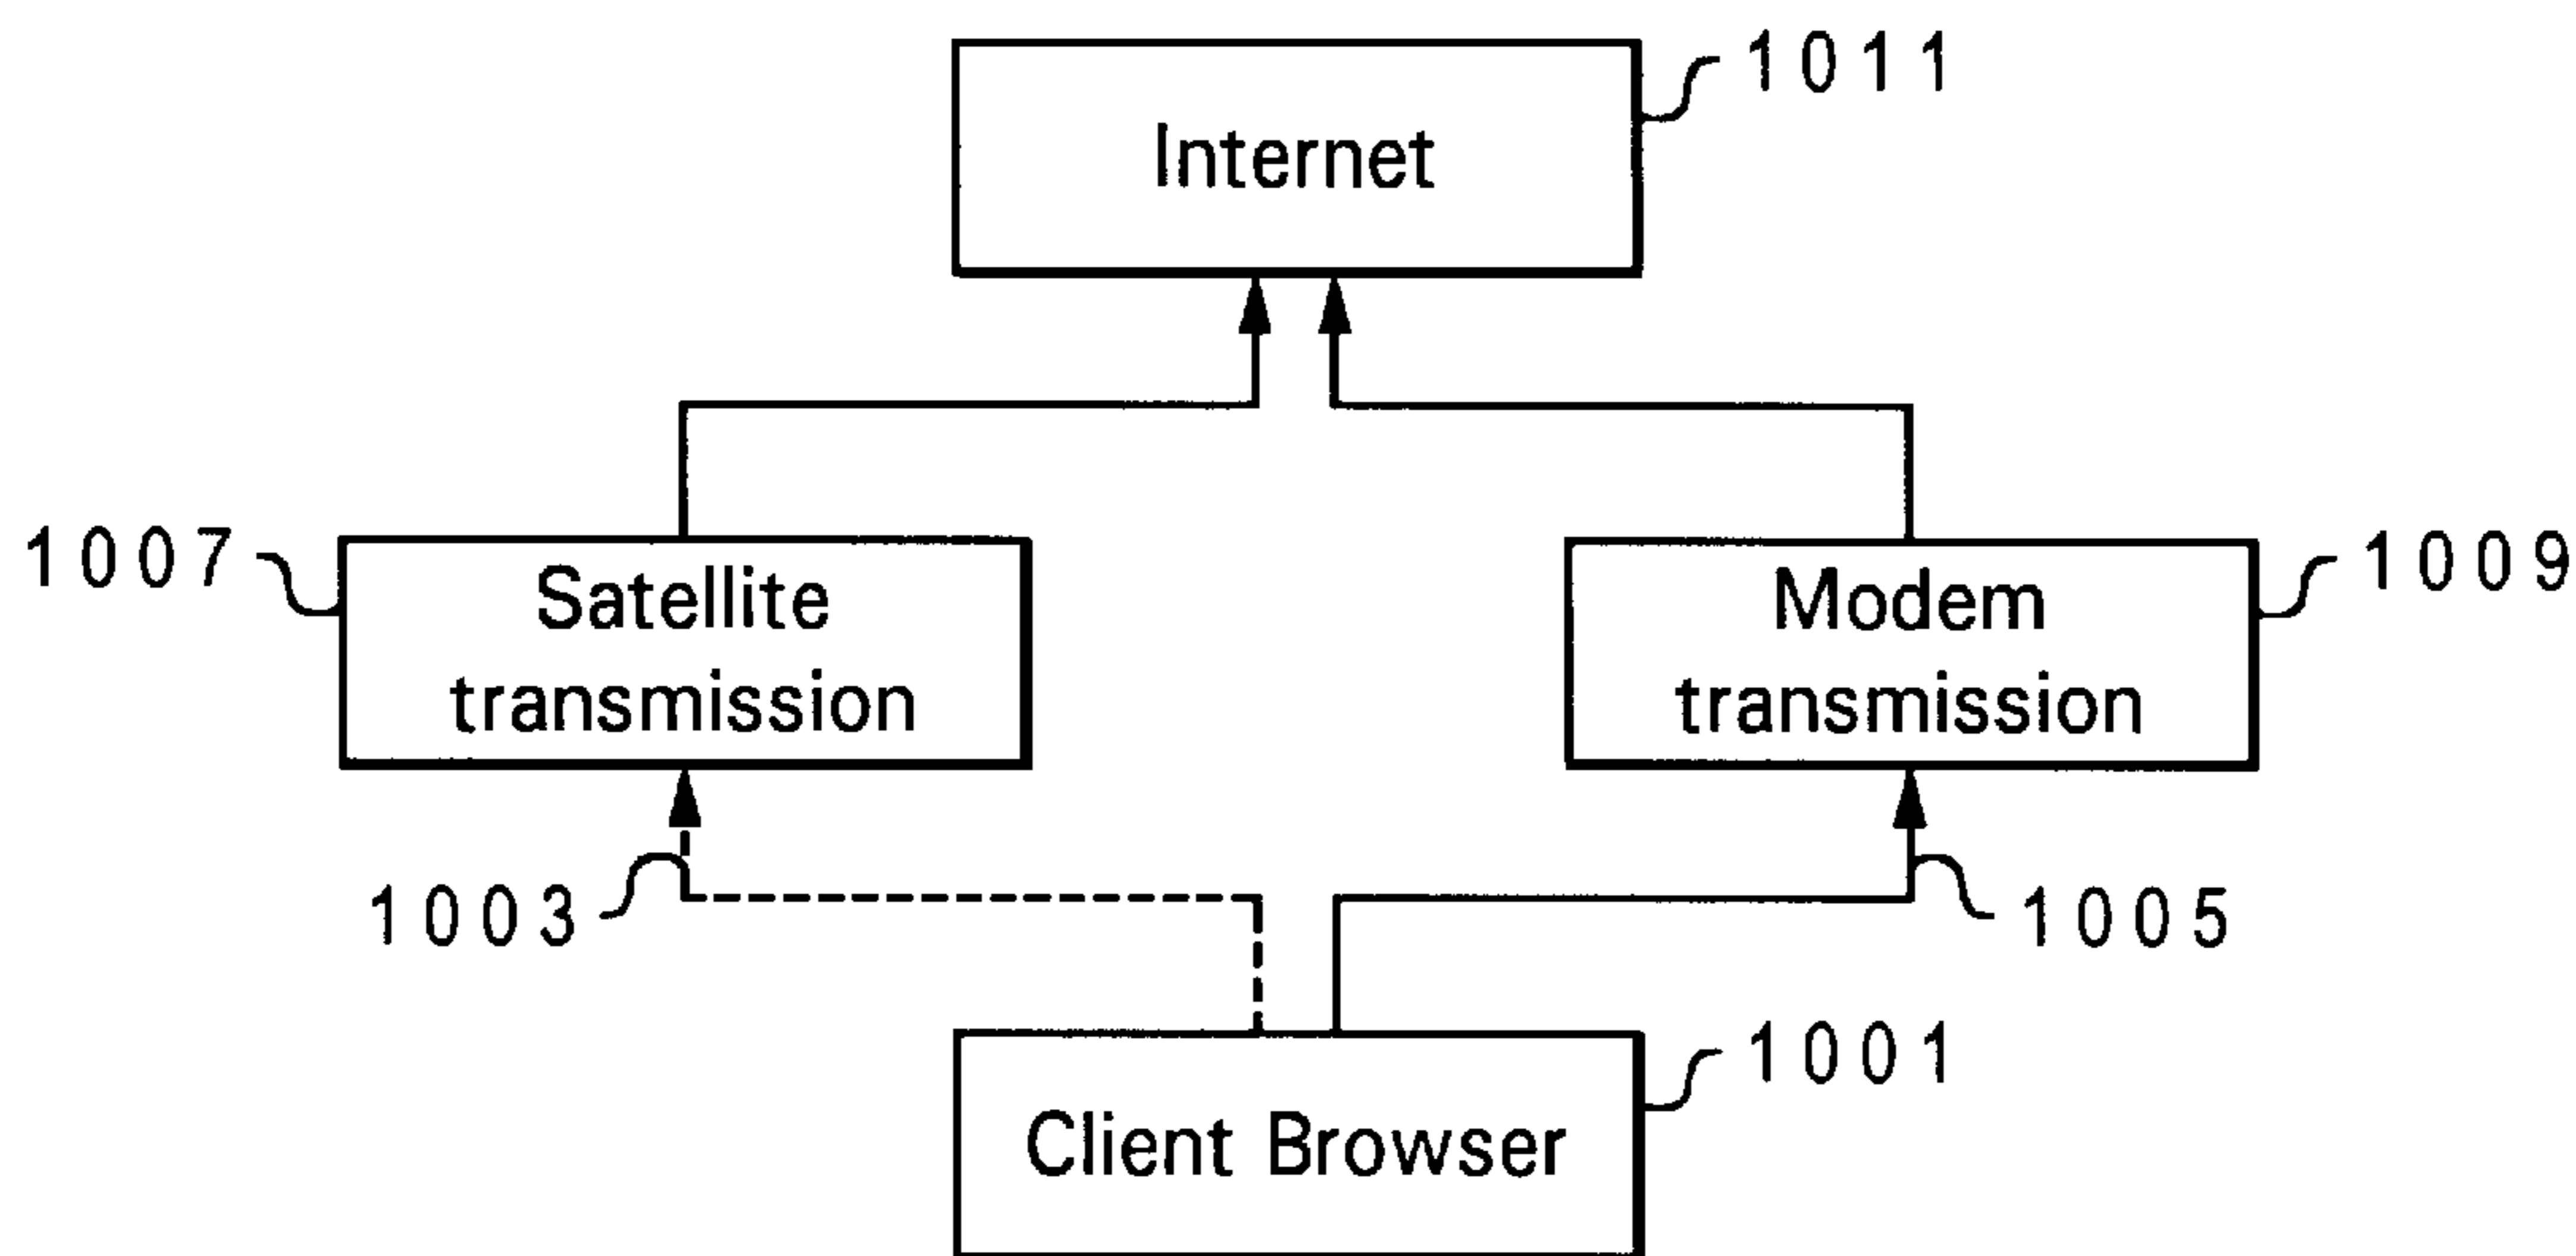 1011
Internet
1007
Satellite
transmission
Modem
transmission
1009
1003
1005
1001
Client Browser